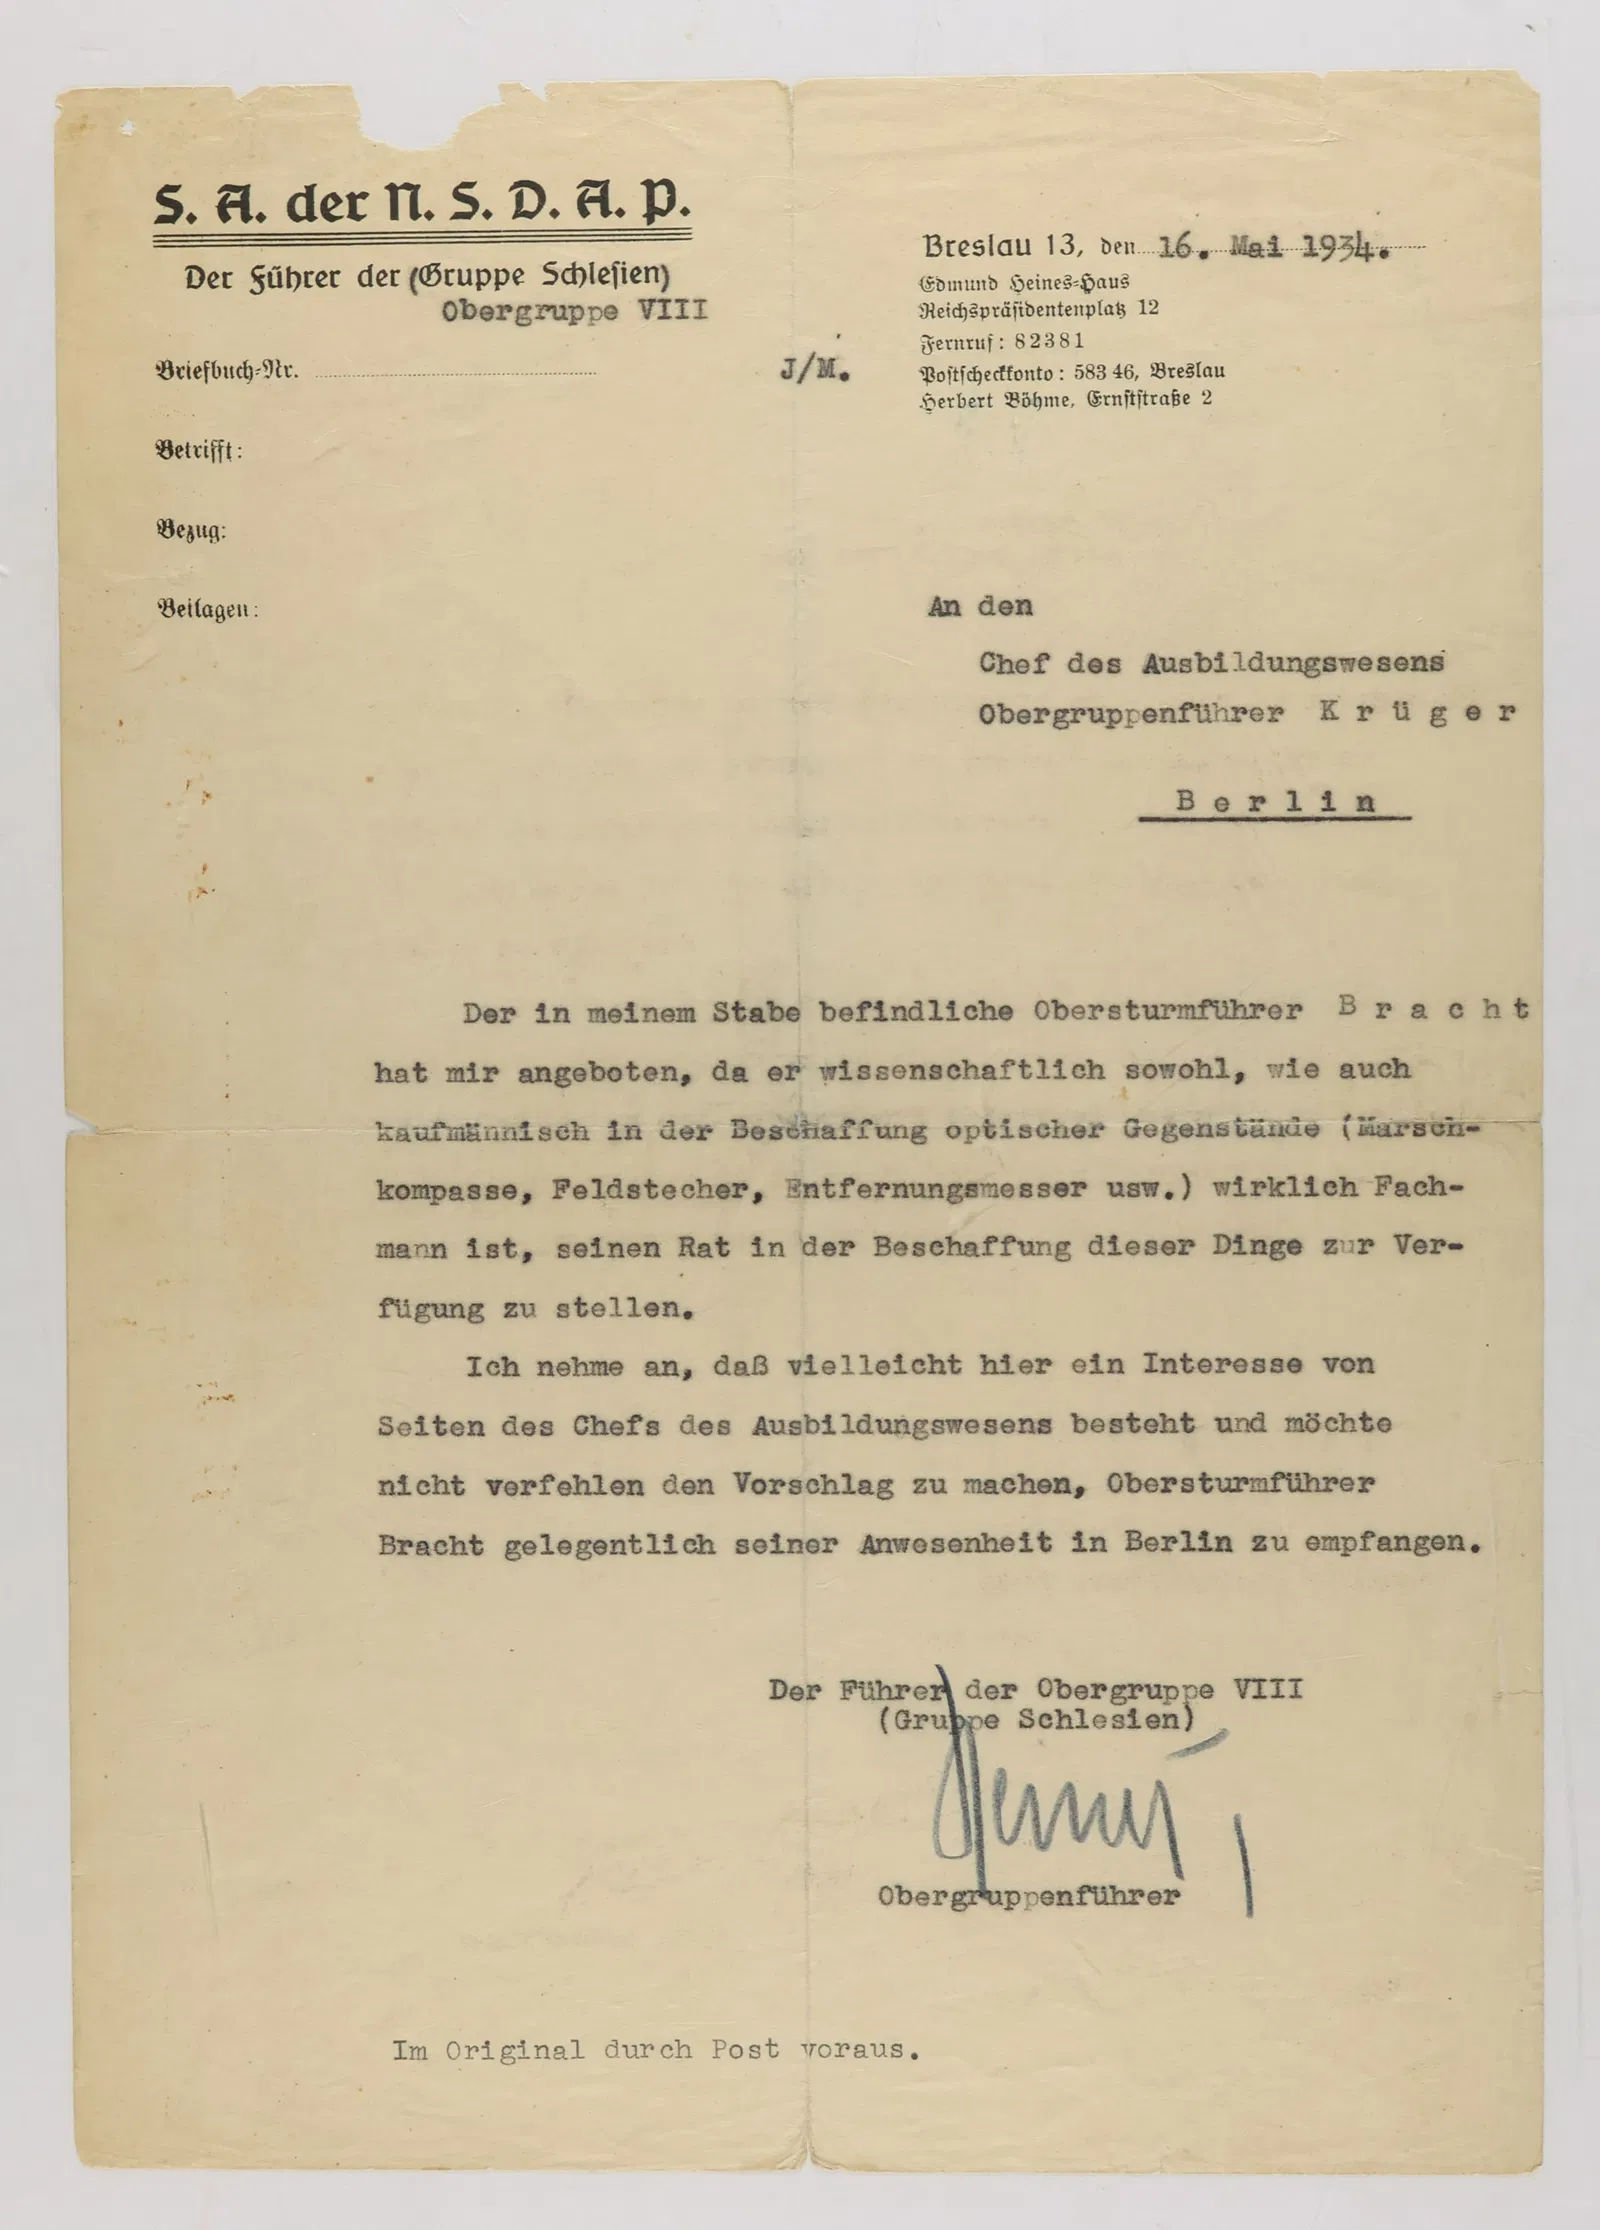 S. A. der N. S. D. A. P.
Der Führer der (Gruppe Schlesien)
Obergruppe VIII
Briefbuch-Nr.
J/M.
Betrifft:
Bezug:
Beilagen:
Breslau 13, den 16. Mai 1934.
Edmund Heines-Haus
Reichspräsidentenplatz 12
Fernruf: 82381
Postscheckkonto: 583 46, Breslau
Herbert Böhme, Ernststraße 2
An den
Chef des Ausbildungswesens
Obergruppenführer K r ü g e r
B e r l i n
Der in meinem Stabe befindliche Obersturmführer B r a c h t
hat mir angeboten, da er wissenschaftlich sowohl, wie auch
kaufmännisch in der Beschaffung optischer Gegenstände (Marsch-
kompasse, Feldstecher, Entfernungsmesser usw.) wirklich Fach-
mann ist, seinen Rat in der Beschaffung dieser Dinge zur Ver-
fügung zu stellen.
Ich nehme an, daß vielleicht hier ein Interesse von
Seiten des Chefs des Ausbildungswesens besteht und möchte
nicht verfehlen den Vorschlag zu machen, Obersturmführer
Bracht gelegentlich seiner Anwesenheit in Berlin zu empfangen.
Der Führer der Obergruppe VIII
(Gruppe Schlesien)
Heines
Obergruppenführer
Im Original durch Post voraus.